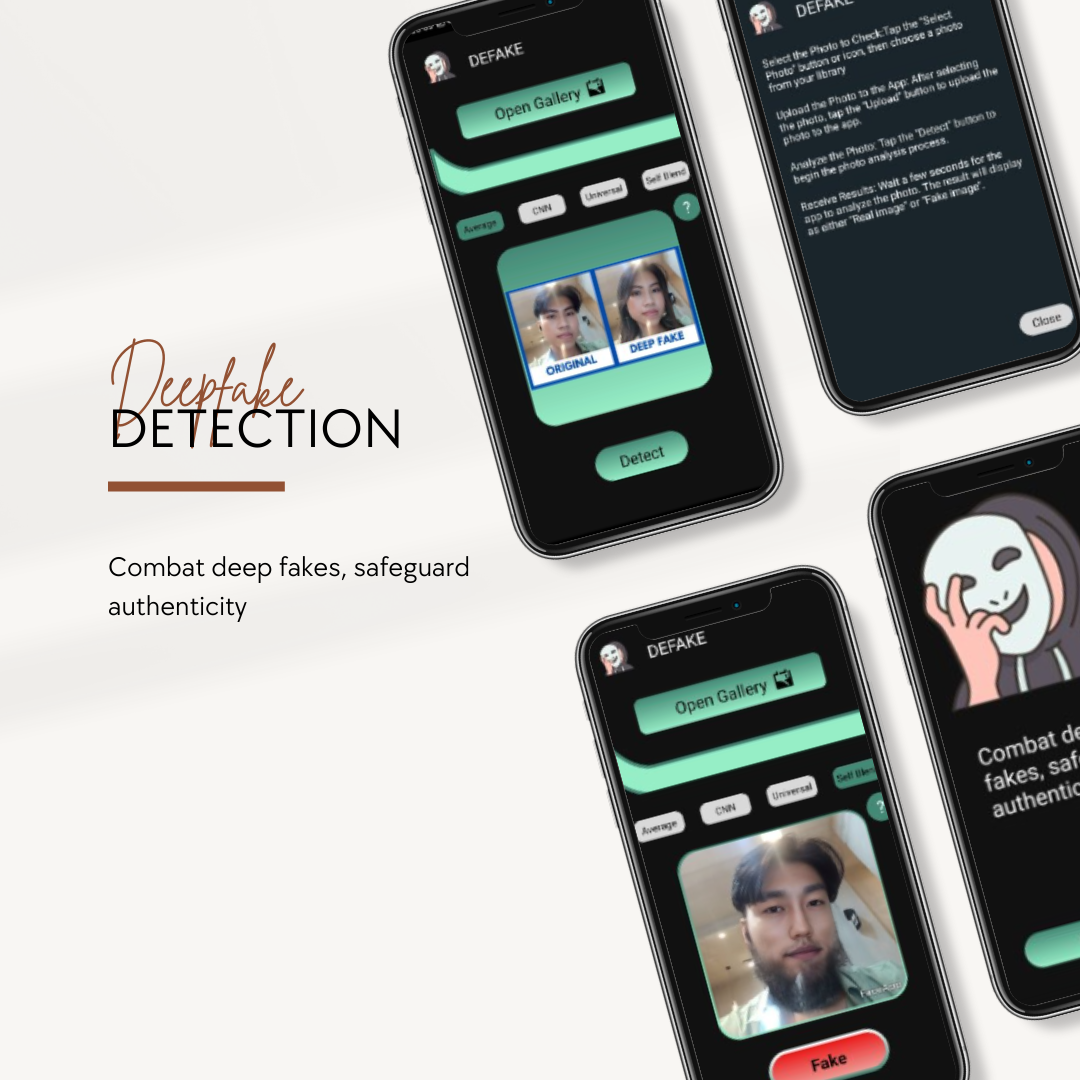 Deepfake
DETECTION
Combat deep fakes, safeguard
authenticity
DEFAKE
Open Gallery
Average
CNN
Universal
Self Blend
?
ORIGINAL
DEEP FAKE
Detect
DEFAKE
Select the Photo to Check:Tap the "Select
Photo" button or icon, then choose a photo
from your library
Upload the Photo to the App: After selecting
the photo, tap the "Upload" button to upload the
photo to the app.
Analyze the Photo: Tap the "Detect" button to
begin the photo analysis process.
Receive Results: Wait a few seconds for the
app to analyze the photo. The result will display
as either "Real image" or "Fake image".
Close
DEFAKE
Open Gallery
Average
CNN
Universal
Self Blen
?
FaceApp
Fake
Combat de
fakes, safe
authentic